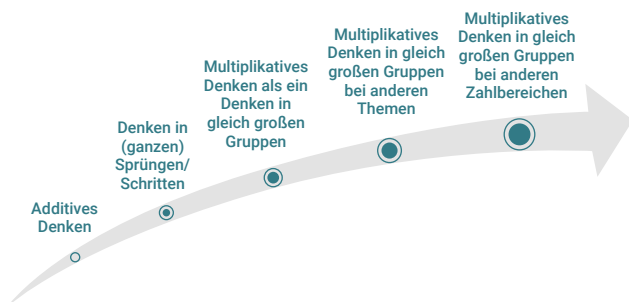 Additives
Denken
Denken in
(ganzen)
Sprüngen/
Schritten
Multiplikatives
Denken als ein
Denken in
gleich großen
Gruppen
Multiplikatives
Denken in gleich
großen Gruppen
bei anderen
Themen
Multiplikatives
Denken in gleich
großen Gruppen
bei anderen
Zahlbereichen